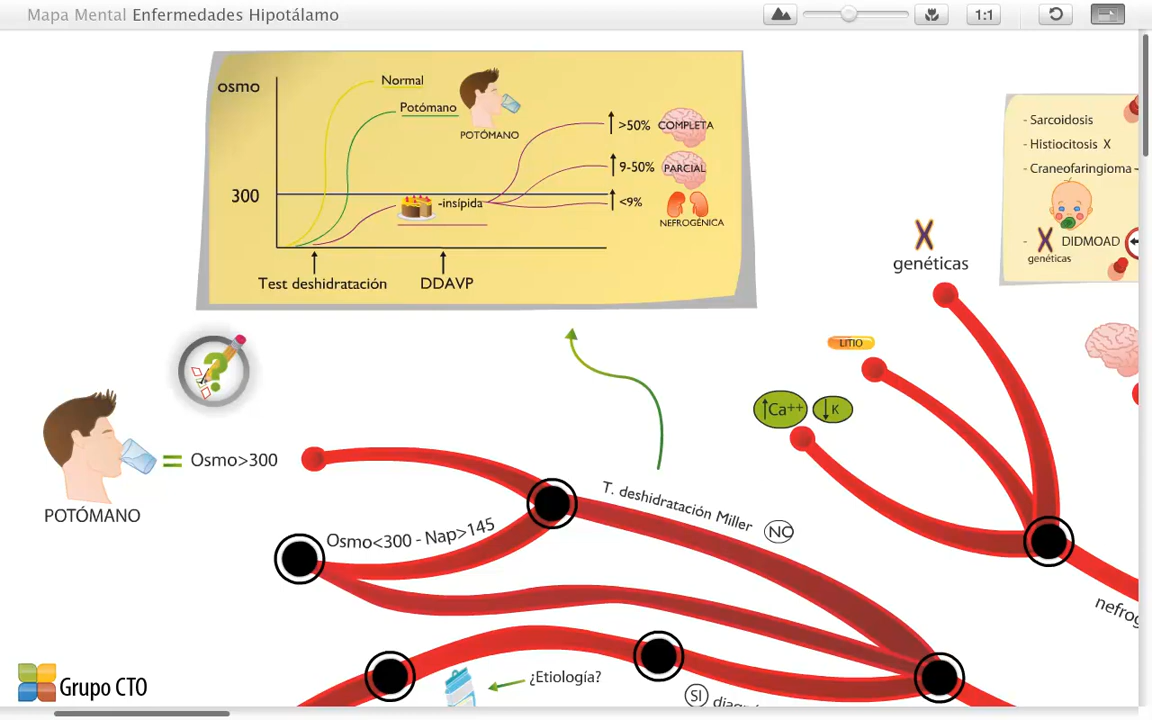 Mapa Mental Enfermedades Hipotálamo
1:1
osmo
Normal
Potómano
POTÓMANO
>50% COMPLETA
9-50% PARCIAL
300
-insípida
<9%
NEFROGÉNICA
Test deshidratación
DDAVP
- Sarcoidosis
- Histiocitosis X
- Craneofaringioma -
- DIDMOAD
genéticas
genéticas
LITIO
Ca++
K
= Osmo>300
POTÓMANO
T. deshidratación Miller NO
Osmo<300 - Nap>145
nefrog
¿Etiología?
SI diagn
Grupo CTO